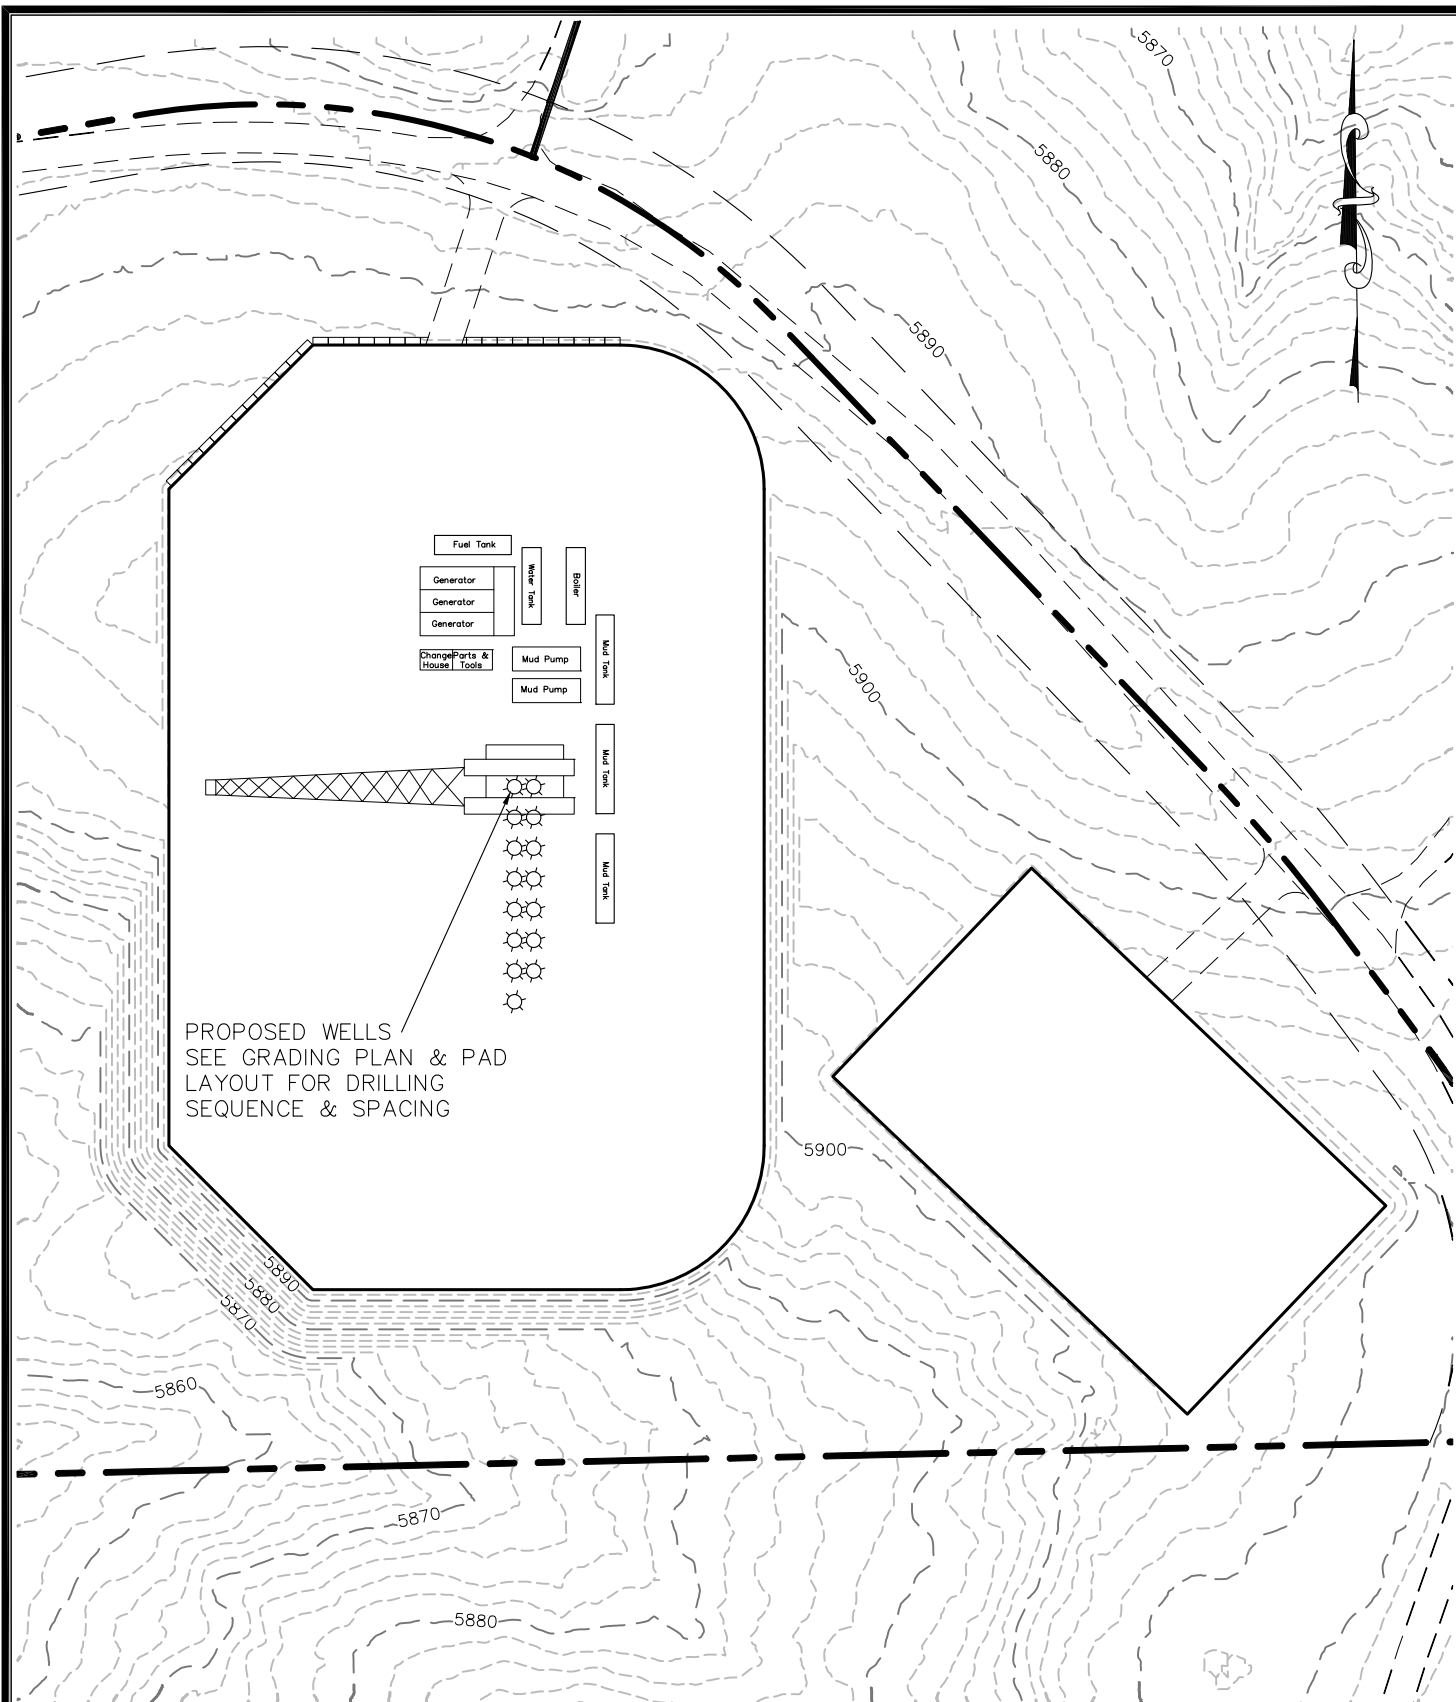 5870
5880
5890
Fuel Tank
Water Tank
Boiler
Generator
Generator
Generator
Change House
Parts & Tools
Mud Pump
Mud Pump
Mud Tank
Mud Tank
Mud Tank
5900
PROPOSED WELLS
SEE GRADING PLAN & PAD
LAYOUT FOR DRILLING
SEQUENCE & SPACING
5900
5890
5880
5870
5860
5870
5880